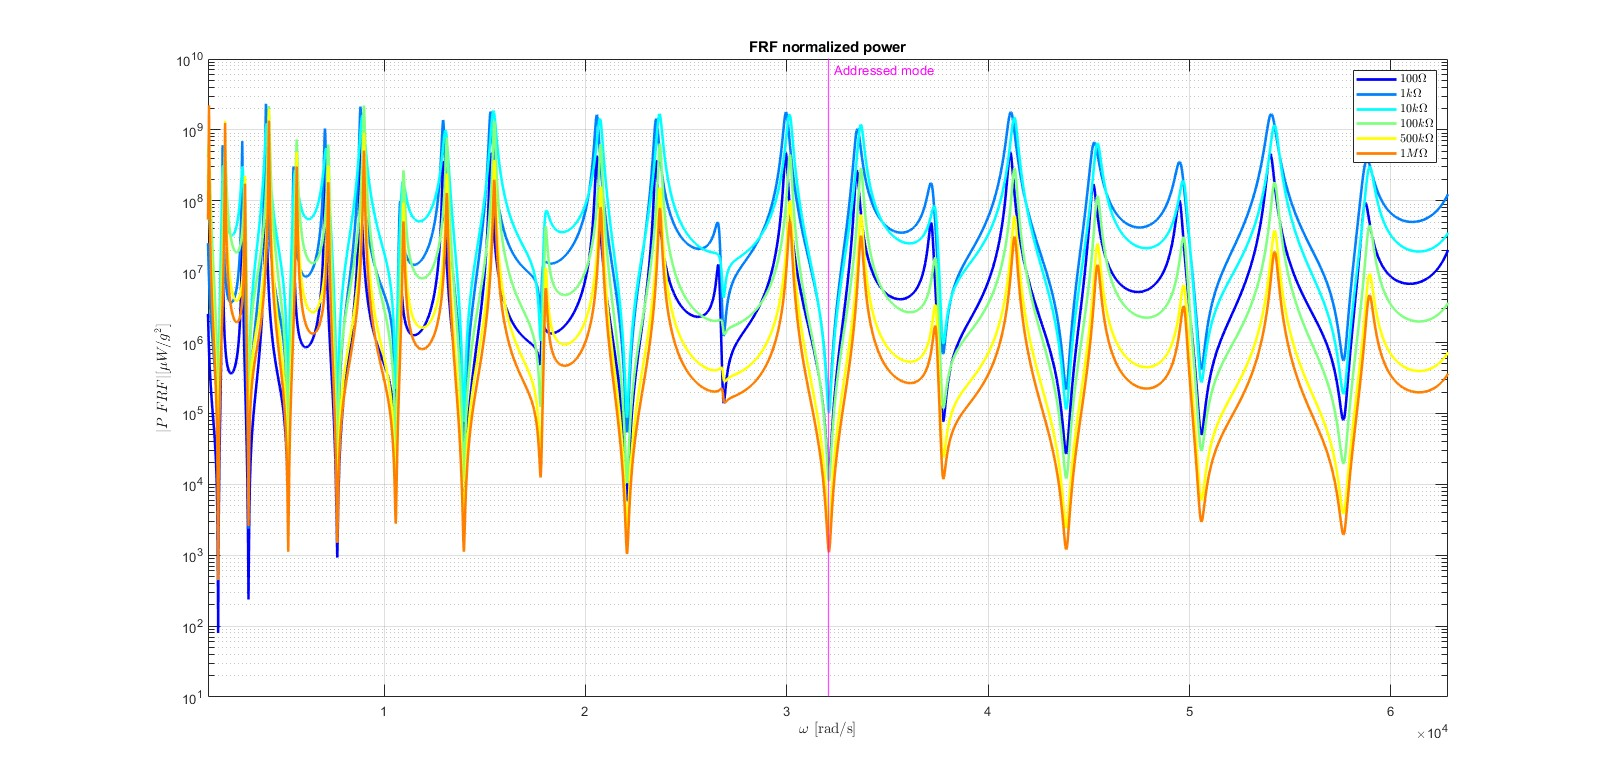 FRF normalized power
10^10
10^9
10^8
10^7
10^6
10^5
10^4
10^3
10^2
10^1
|P FRF|[μW/g²]
Addressed mode
100Ω
1kΩ
10kΩ
100kΩ
500kΩ
1MΩ
1 2 3 4 5 6
×10^4
ω [rad/s]